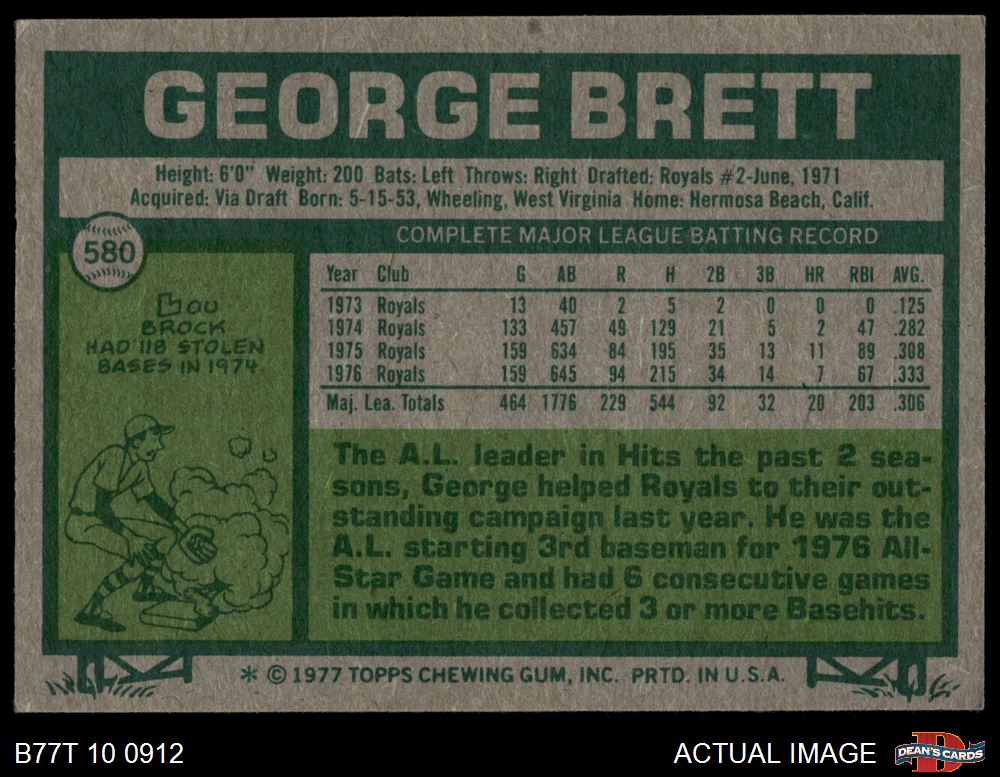 GEORGE BRETT
Height: 6'0" Weight: 200 Bats: Left Throws: Right Drafted: Royals #2-June, 1971
Acquired: Via Draft Born: 5-15-53, Wheeling, West Virginia Home: Hermosa Beach, Calif.
580
LOU
BROCK
HAD 118 STOLEN
BASES IN 1974.
COMPLETE MAJOR LEAGUE BATTING RECORD
Year Club G AB R H 2B 3B HR RBI AVG.
1973 Royals 13 40 2 5 2 0 0 0 .125
1974 Royals 133 457 49 129 21 5 2 47 .282
1975 Royals 159 634 84 195 35 13 11 89 .308
1976 Royals 159 645 94 215 34 14 7 67 .333
Maj. Lea. Totals 464 1776 229 544 92 32 20 203 .306
The A.L. leader in Hits the past 2 sea-
sons, George helped Royals to their out-
standing campaign last year. He was the
A.L. starting 3rd baseman for 1976 All-
Star Game and had 6 consecutive games
in which he collected 3 or more Basehits.
* © 1977 TOPPS CHEWING GUM, INC. PRTD. IN U.S.A.
B77T 10 0912
ACTUAL IMAGE
D
DEAN'S CARDS